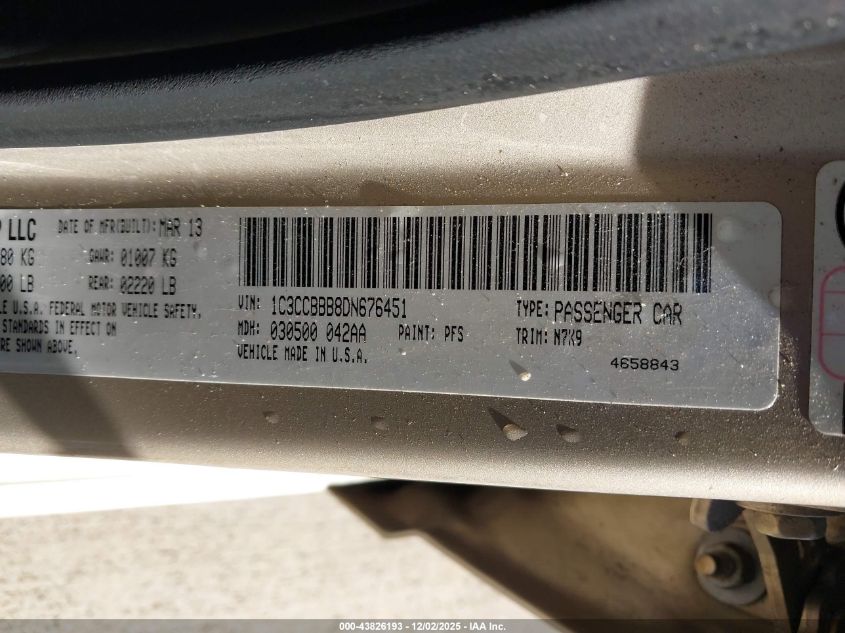 P LLC DATE OF MFR(BUILT): MAR 13
80 KG GAWR: 01007 KG
00 LB REAR: 02220 LB
LE U.S.A. FEDERAL MOTOR VEHICLE SAFETY,
STANDARDS IN EFFECT ON
RE SHOWN ABOVE.
VIN: 1C3CCBBB8DN676451 TYPE: PASSENGER CAR
MDH: 030500 042AA PAINT: PFS TRIM: N7K9
VEHICLE MADE IN U.S.A.
4658843
000-43826193 - 12/02/2025 - IAA Inc.